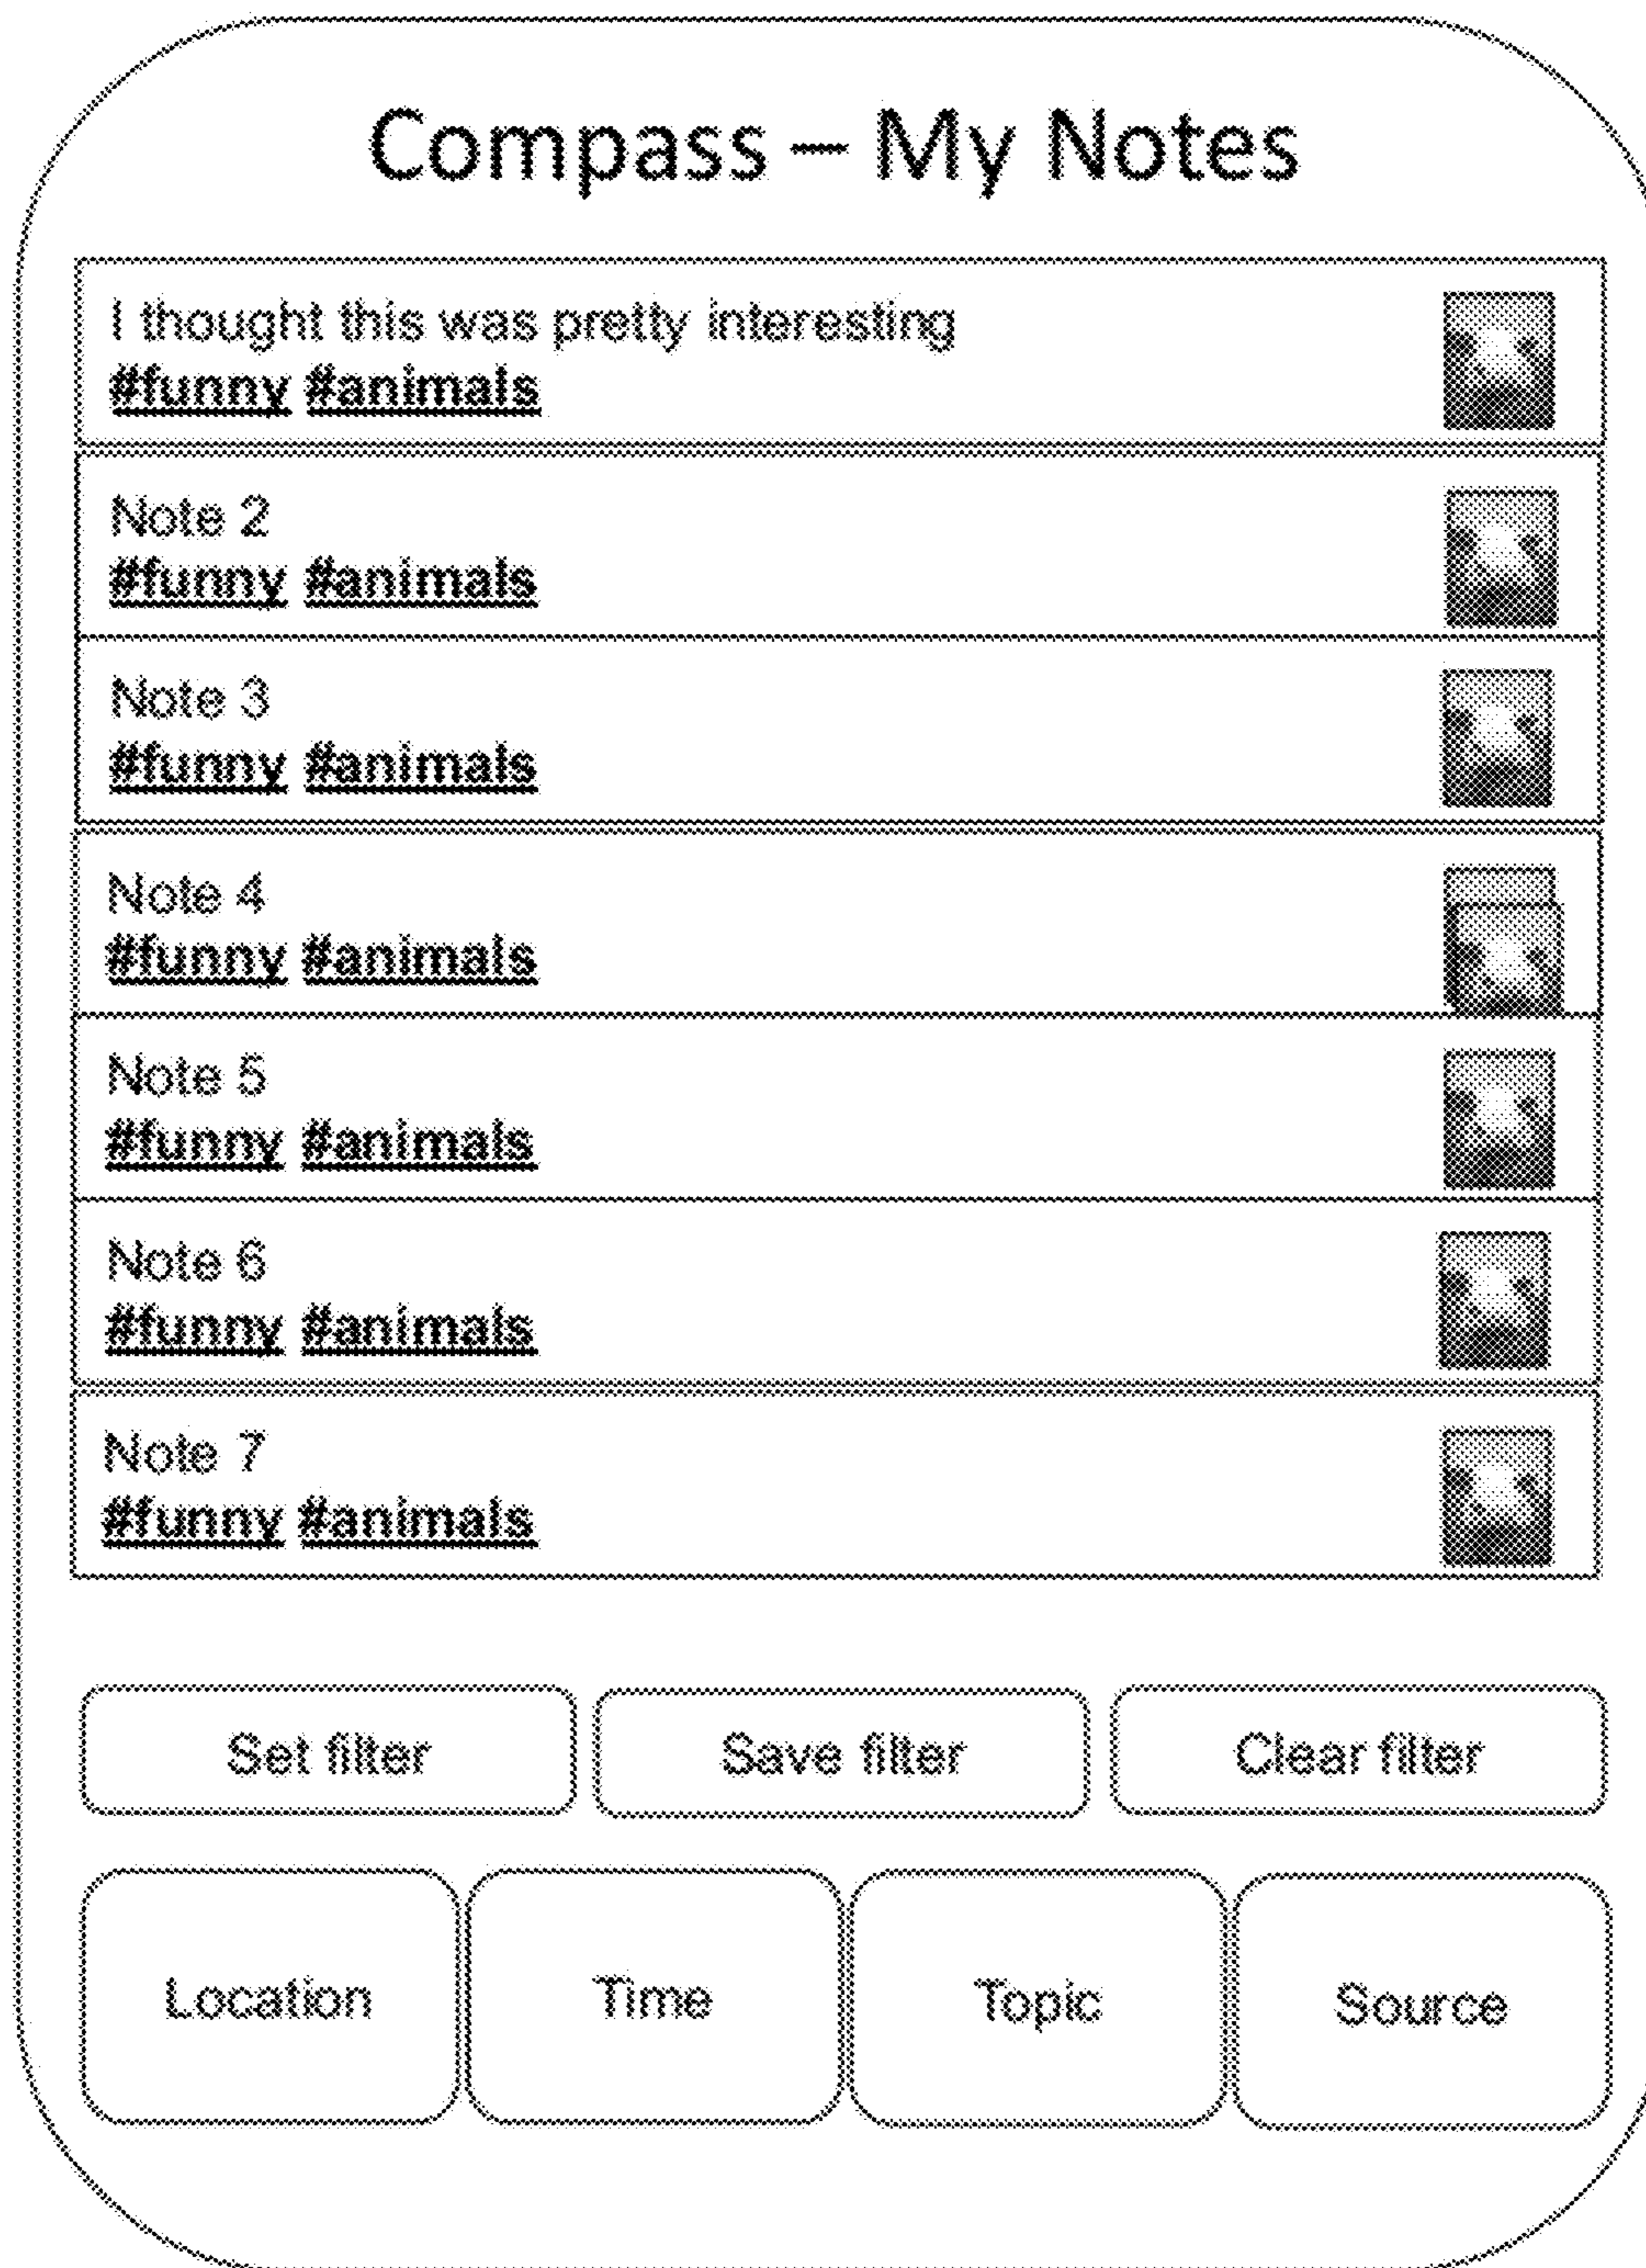 Compass – My Notes
I thought this was pretty interesting
#funny #animals
Note 2
#funny #animals
Note 3
#funny #animals
Note 4
#funny #animals
Note 5
#funny #animals
Note 6
#funny #animals
Note 7
#funny #animals
Set filter Save filter Clear filter
Location Time Topic Source